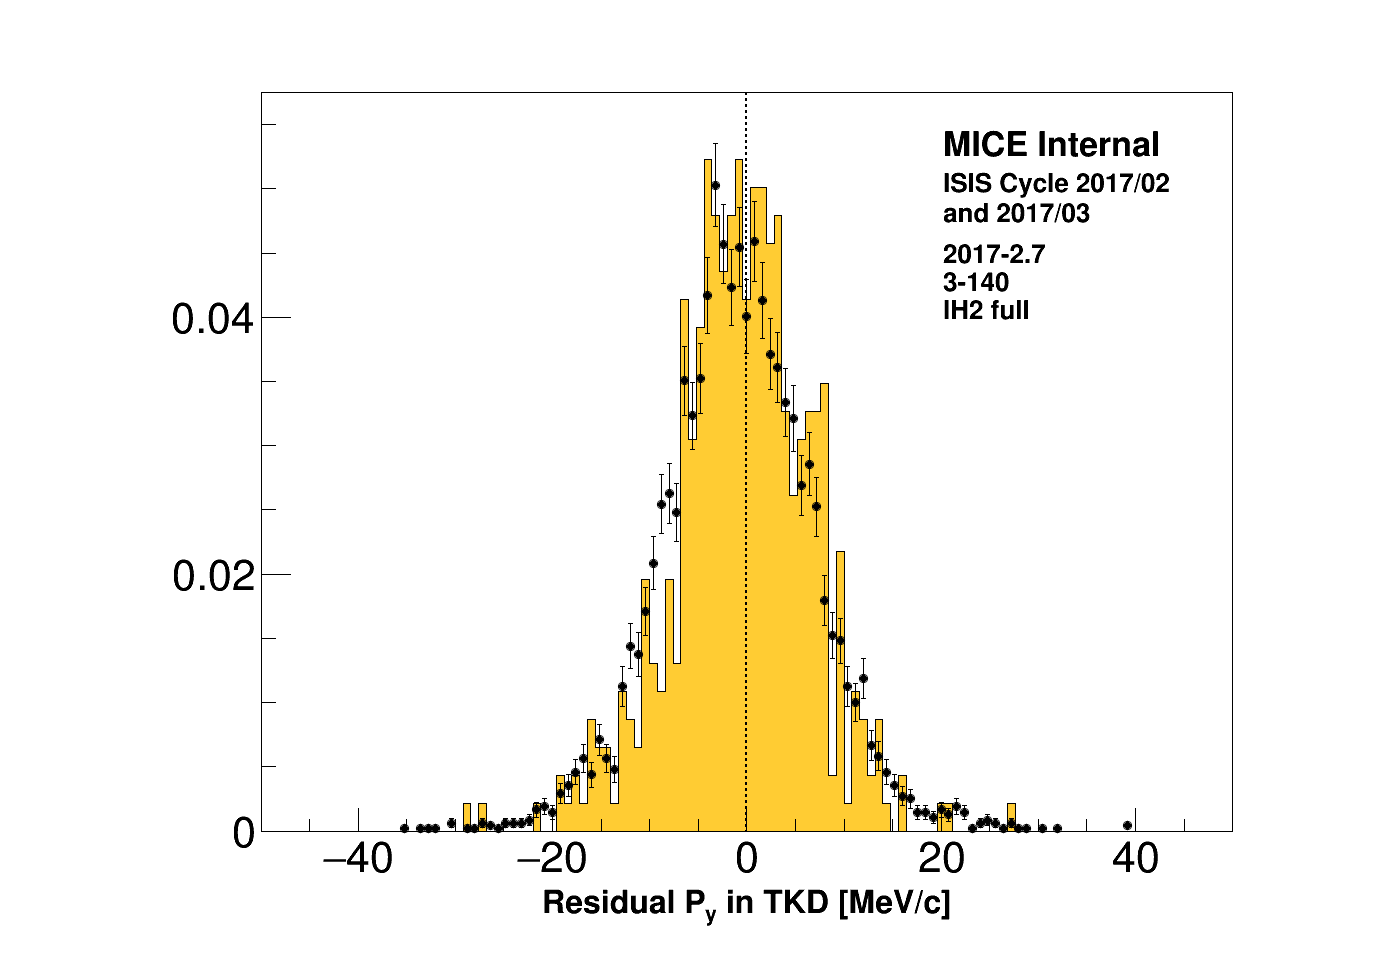 MICE Internal
ISIS Cycle 2017/02
and 2017/03
2017-2.7
3-140
IH2 full
0.04
0.02
0
−40 −20 0 20 40
Residual Py in TKD [MeV/c]